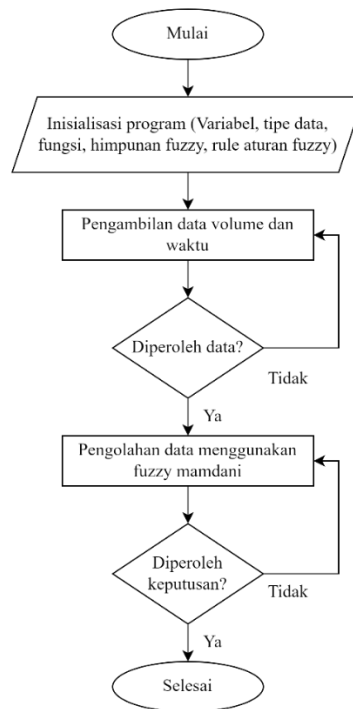 Mulai
Inisialisasi program (Variabel, tipe data,
fungsi, himpunan fuzzy, rule aturan fuzzy)
Pengambilan data volume dan
waktu
Diperoleh data?
Tidak
Ya
Pengolahan data menggunakan
fuzzy mamdani
Diperoleh
keputusan?
Tidak
Ya
Selesai